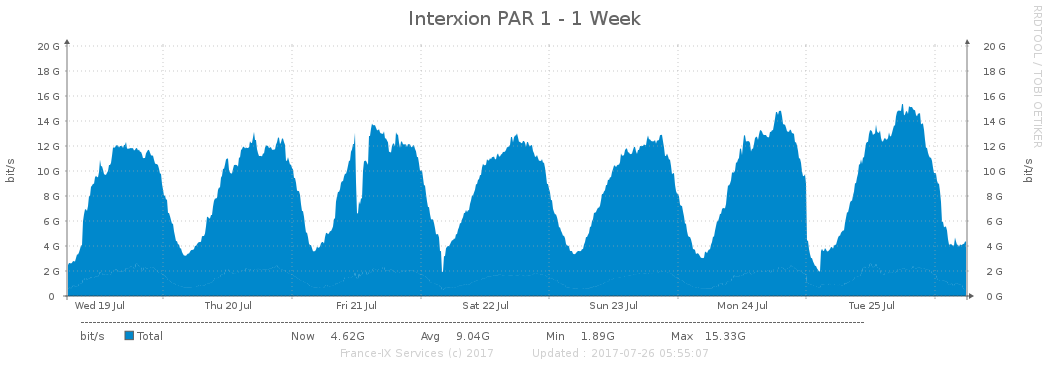 Interxion PAR 1 - 1 Week
RRDTOOL / TOBI OETIKER
bit/s
bit/s
20 G 20 G
18 G 18 G
16 G 16 G
14 G 14 G
12 G 12 G
10 G 10 G
8 G 8 G
6 G 6 G
4 G 4 G
2 G 2 G
0 0 G
Wed 19 Jul Thu 20 Jul Fri 21 Jul Sat 22 Jul Sun 23 Jul Mon 24 Jul Tue 25 Jul
bit/s Total Now 4.62G Avg 9.04G Min 1.89G Max 15.33G
France-IX Services (c) 2017 Updated : 2017-07-26 05:55:07